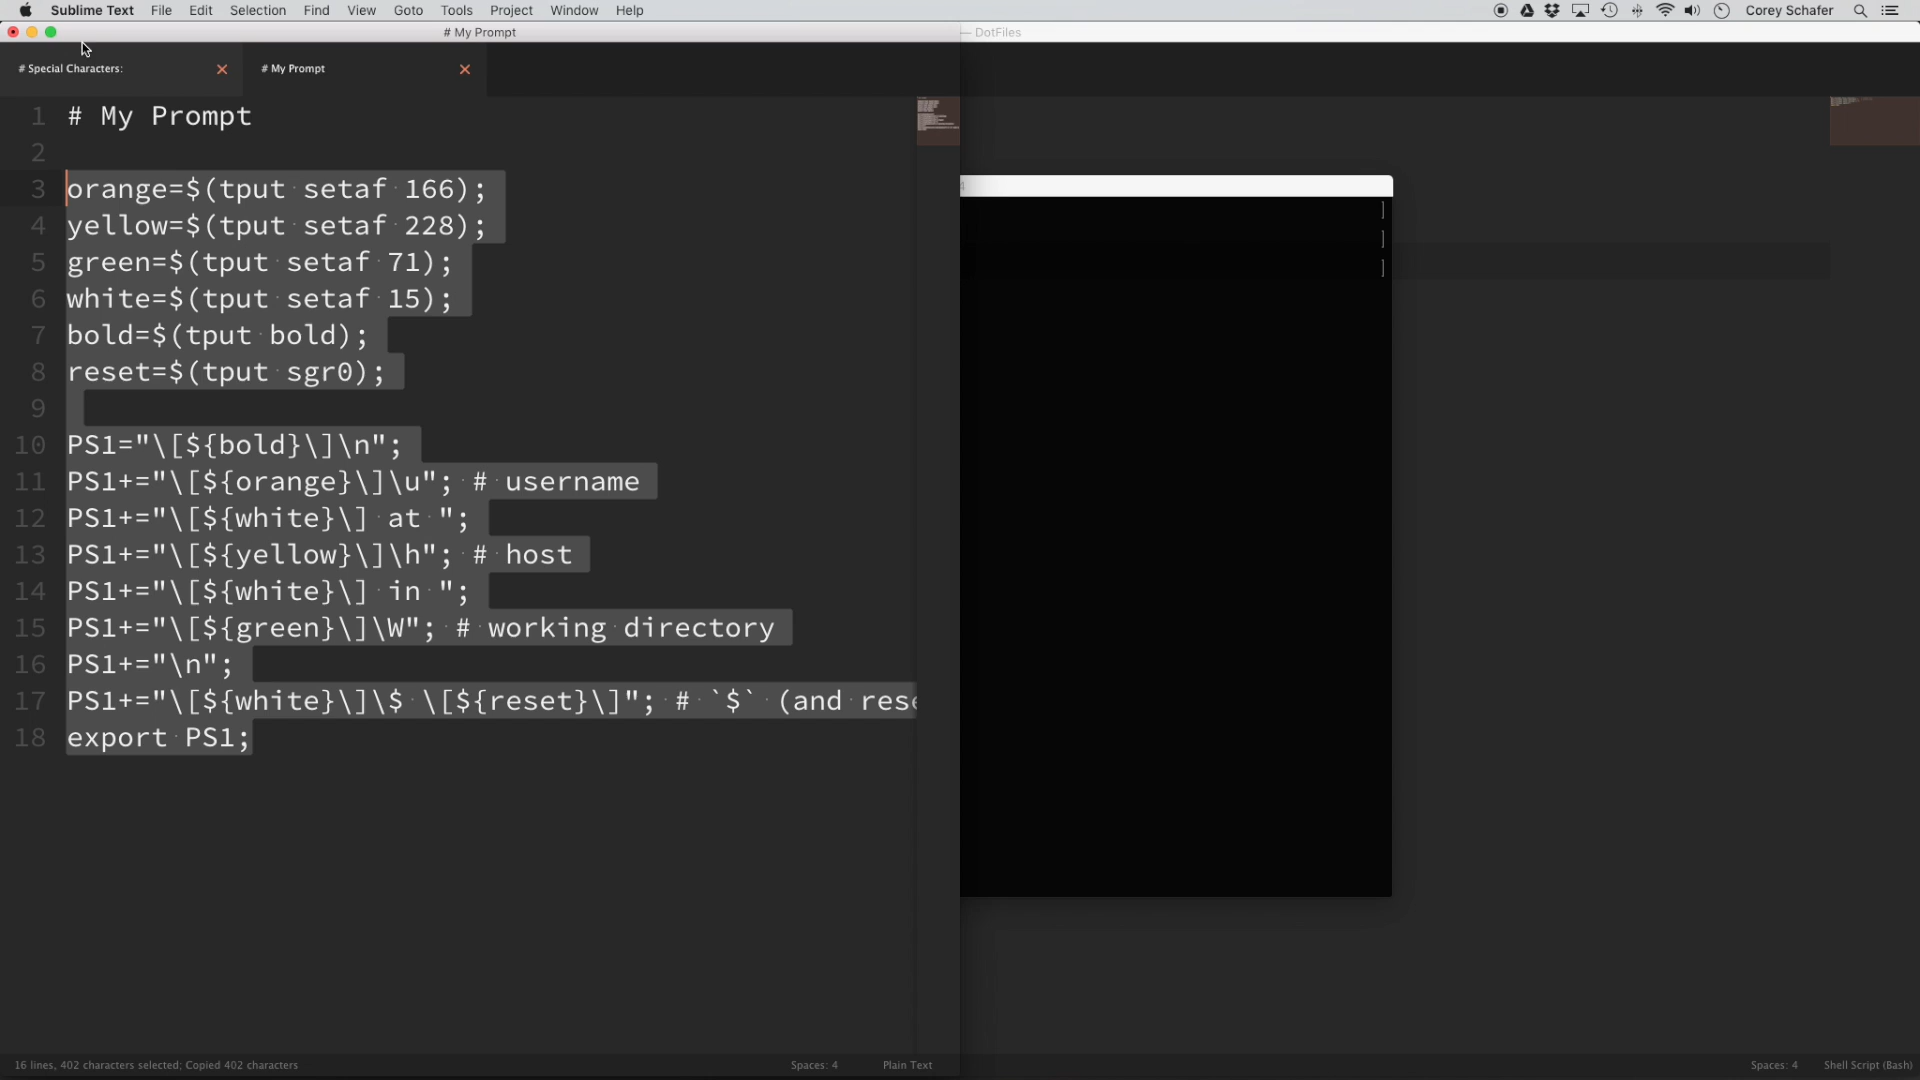 Sublime Text File Edit Selection Find View Goto Tools Project Window Help Corey Schafer
# My Prompt — DotFiles
# Special Characters: # My Prompt
1 # My Prompt
2
3 orange=$(tput setaf 166);
4 yellow=$(tput setaf 228);
5 green=$(tput setaf 71);
6 white=$(tput setaf 15);
7 bold=$(tput bold);
8 reset=$(tput sgr0);
9
10 PS1="\[${bold}\]\n";
11 PS1+="\[${orange}\]\u"; # username
12 PS1+="\[${white}\] at ";
13 PS1+="\[${yellow}\]\h"; # host
14 PS1+="\[${white}\] in ";
15 PS1+="\[${green}\]\W"; # working directory
16 PS1+="\n";
17 PS1+="\[${white}\]\$ \[${reset}\]"; # `$` (and rese
18 export PS1;
]
]
]
16 lines, 402 characters selected; Copied 402 characters Spaces: 4 Plain Text Spaces: 4 Shell Script (Bash)